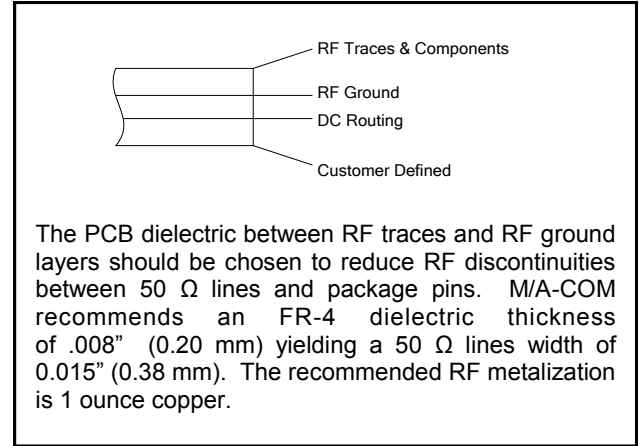 RF Traces & Components
RF Ground
DC Routing
Customer Defined
The PCB dielectric between RF traces and RF ground
layers should be chosen to reduce RF discontinuities
between 50 Ω lines and package pins. M/A-COM
recommends an FR-4 dielectric thickness
of .008” (0.20 mm) yielding a 50 Ω lines width of
0.015” (0.38 mm). The recommended RF metalization
is 1 ounce copper.